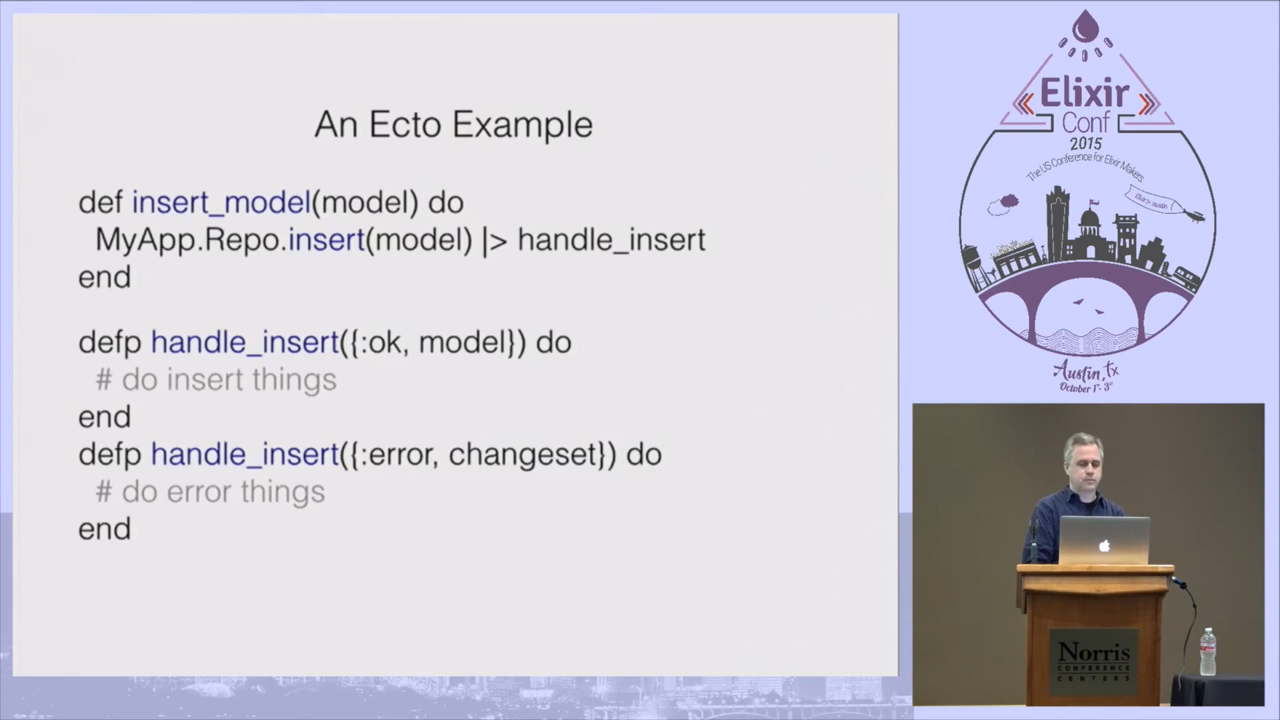 An Ecto Example
def insert_model(model) do
MyApp.Repo.insert(model) |> handle_insert
end
defp handle_insert({:ok, model}) do
# do insert things
end
defp handle_insert({:error, changeset}) do
# do error things
end
Elixir
Conf
2015
The US Conference for Elixir Makers
Austin, TX
October 1st - 3rd
Norris
CONFERENCE
CENTERS